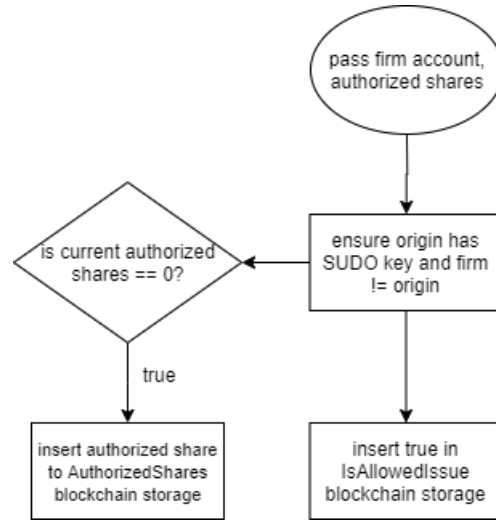 pass firm account,
authorized shares
ensure origin has
SUDO key and firm
!= origin
is current authorized
shares == 0?
true
insert authorized share
to AuthorizedShares
blockchain storage
insert true in
IsAllowedIssue
blockchain storage